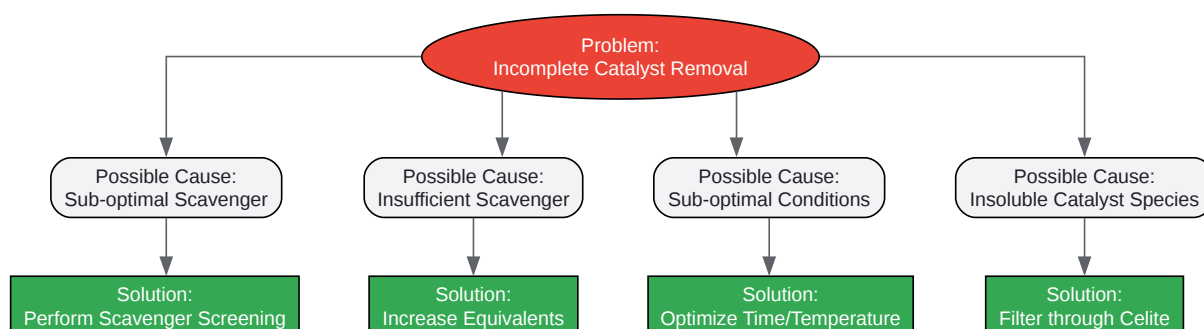 Problem:
Incomplete Catalyst Removal
Possible Cause:
Sub-optimal Scavenger
Possible Cause:
Insufficient Scavenger
Possible Cause:
Sub-optimal Conditions
Possible Cause:
Insoluble Catalyst Species
Solution:
Perform Scavenger Screening
Solution:
Increase Equivalents
Solution:
Optimize Time/Temperature
Solution:
Filter through Celite